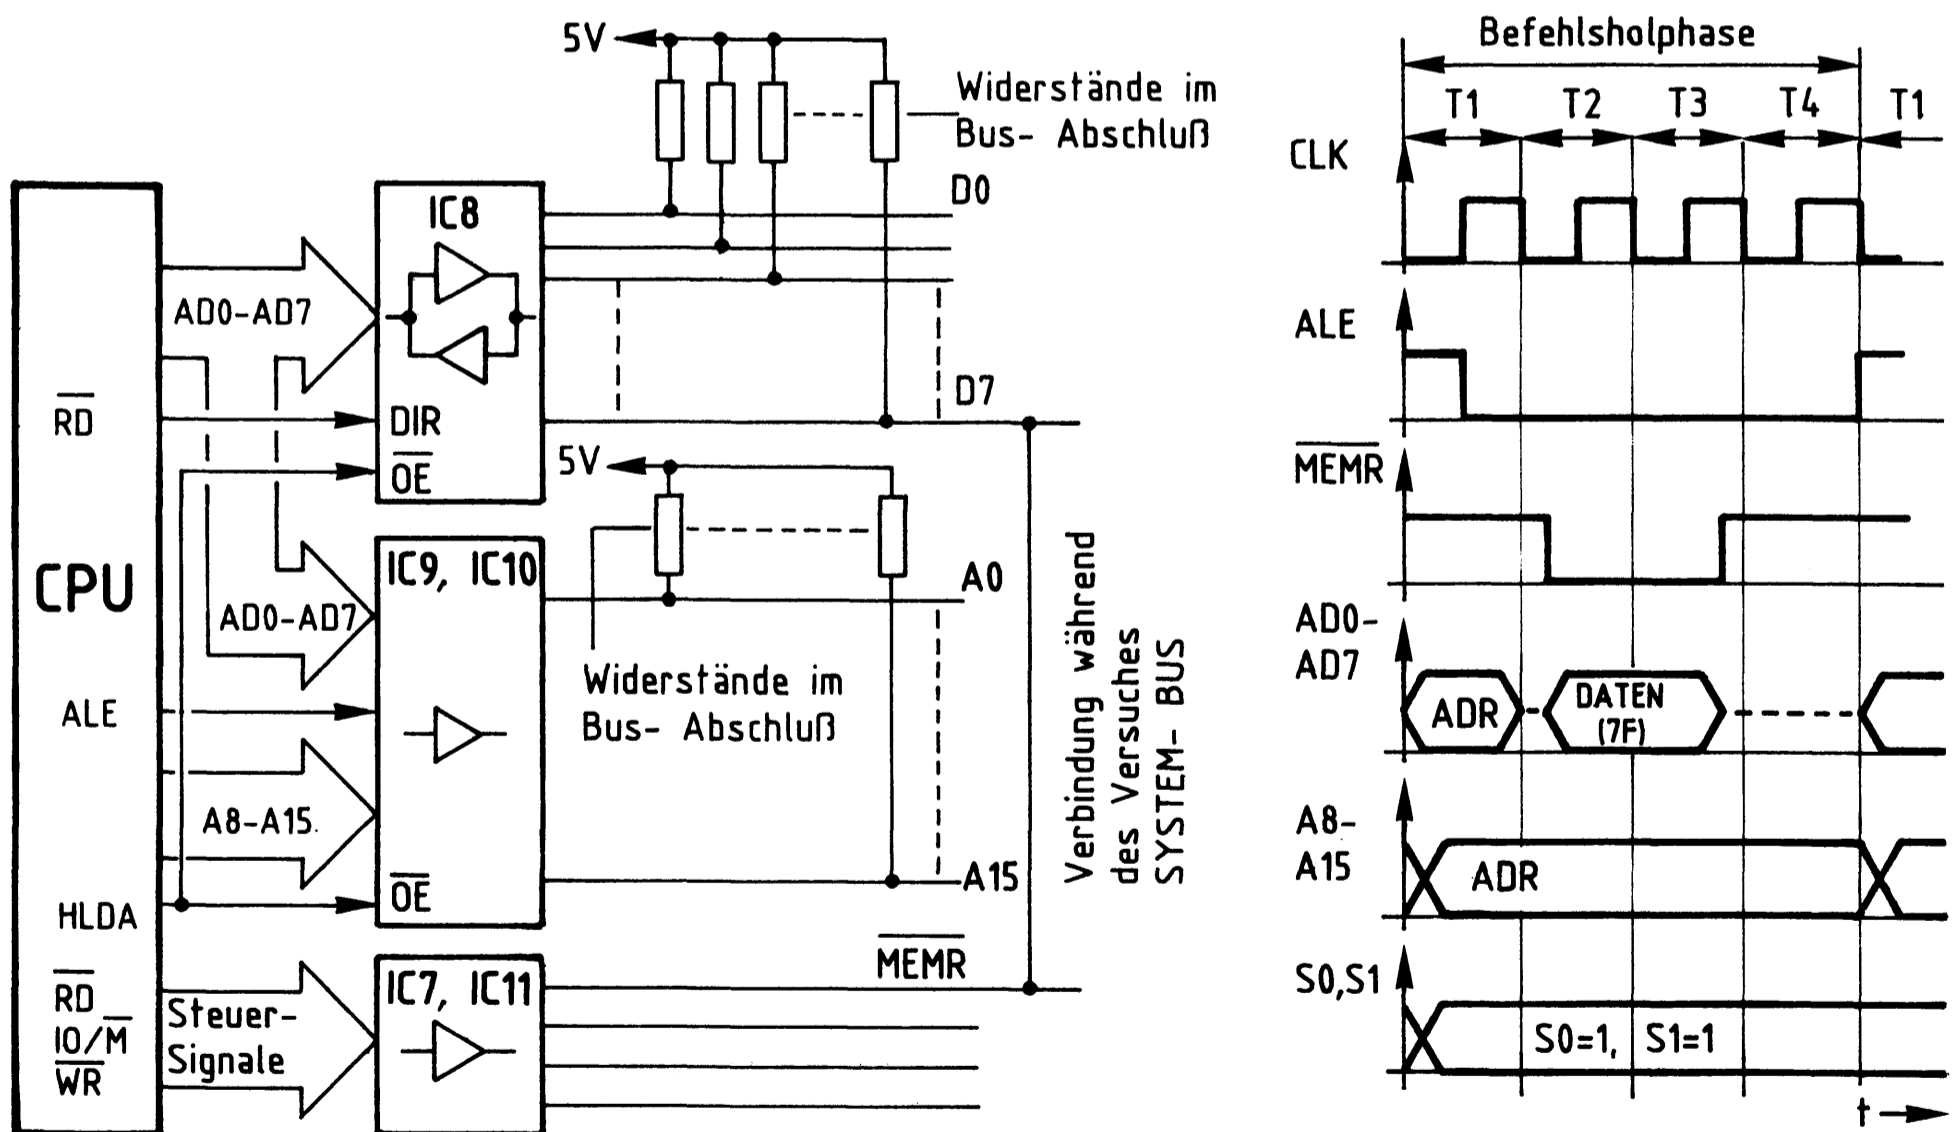 5V
Widerstände im
Bus- Abschluß
D0
IC8
AD0-AD7
D7
RD
DIR
OE
5V
CPU
IC9, IC10
A0
AD0-AD7
Widerstände im
Bus- Abschluß
ALE
A8-A15
A15
HLDA
OE
MEMR
RD
IO/M
WR
Steuer-
Signale
IC7, IC11
Verbindung während
des Versuches
SYSTEM- BUS
Befehlsholphase
T1 T2 T3 T4 T1
CLK
ALE
MEMR
AD0-
AD7
ADR
DATEN
(7F)
A8-
A15
ADR
S0,S1
S0=1, S1=1
t